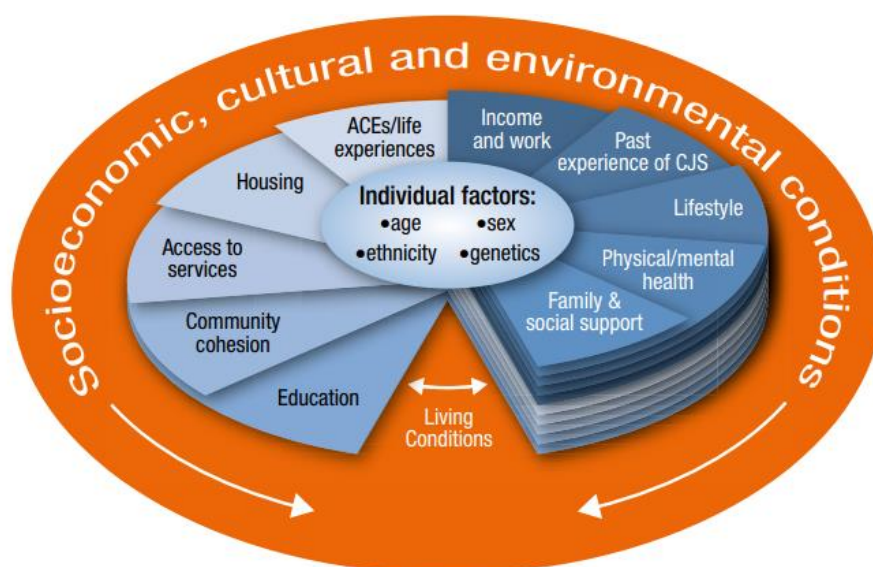 Socioeconomic, cultural and environmental conditions
ACEs/life
experiences
Income
and work
Past
experience of CJS
Housing
Lifestyle
Individual factors:
•age •sex
•ethnicity •genetics
Access to
services
Physical/mental
health
Family &
social support
Community
cohesion
Education
Living
Conditions